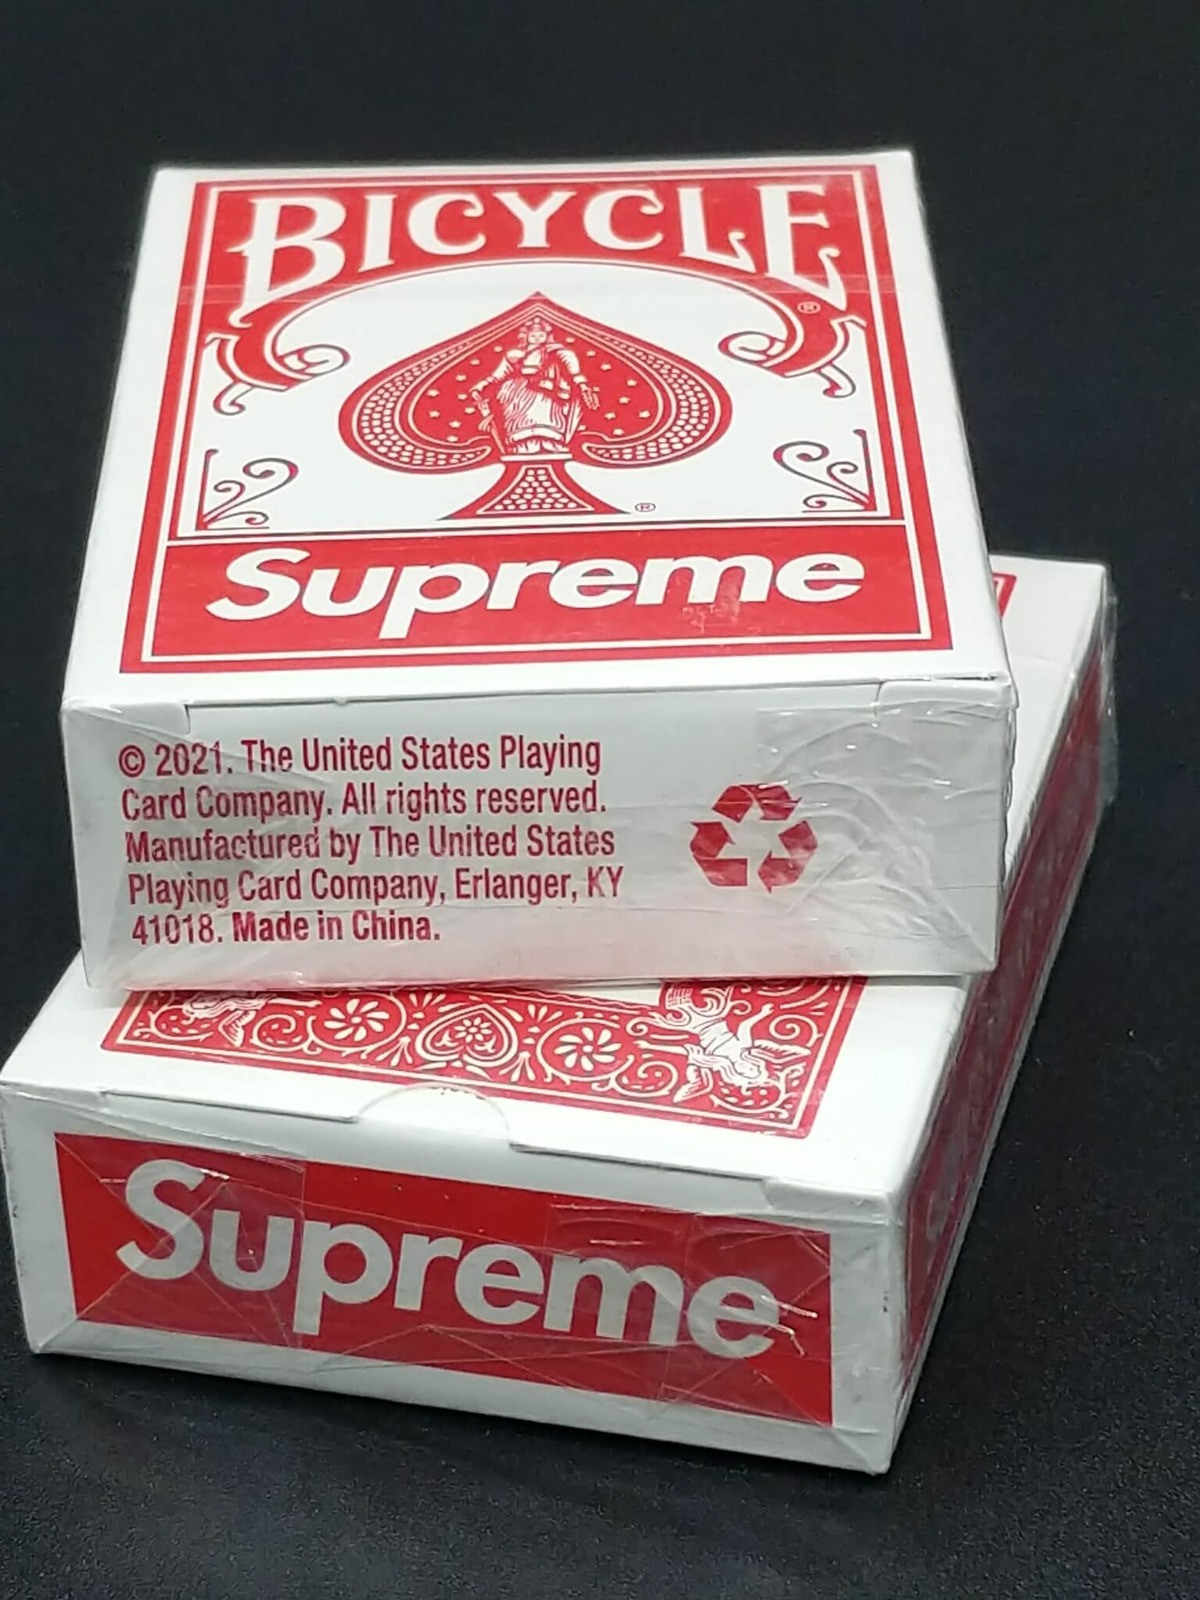 BICYCLE
®
®
Supreme
© 2021. The United States Playing
Card Company. All rights reserved.
Manufactured by The United States
Playing Card Company, Erlanger, KY
41018. Made in China.
Supreme